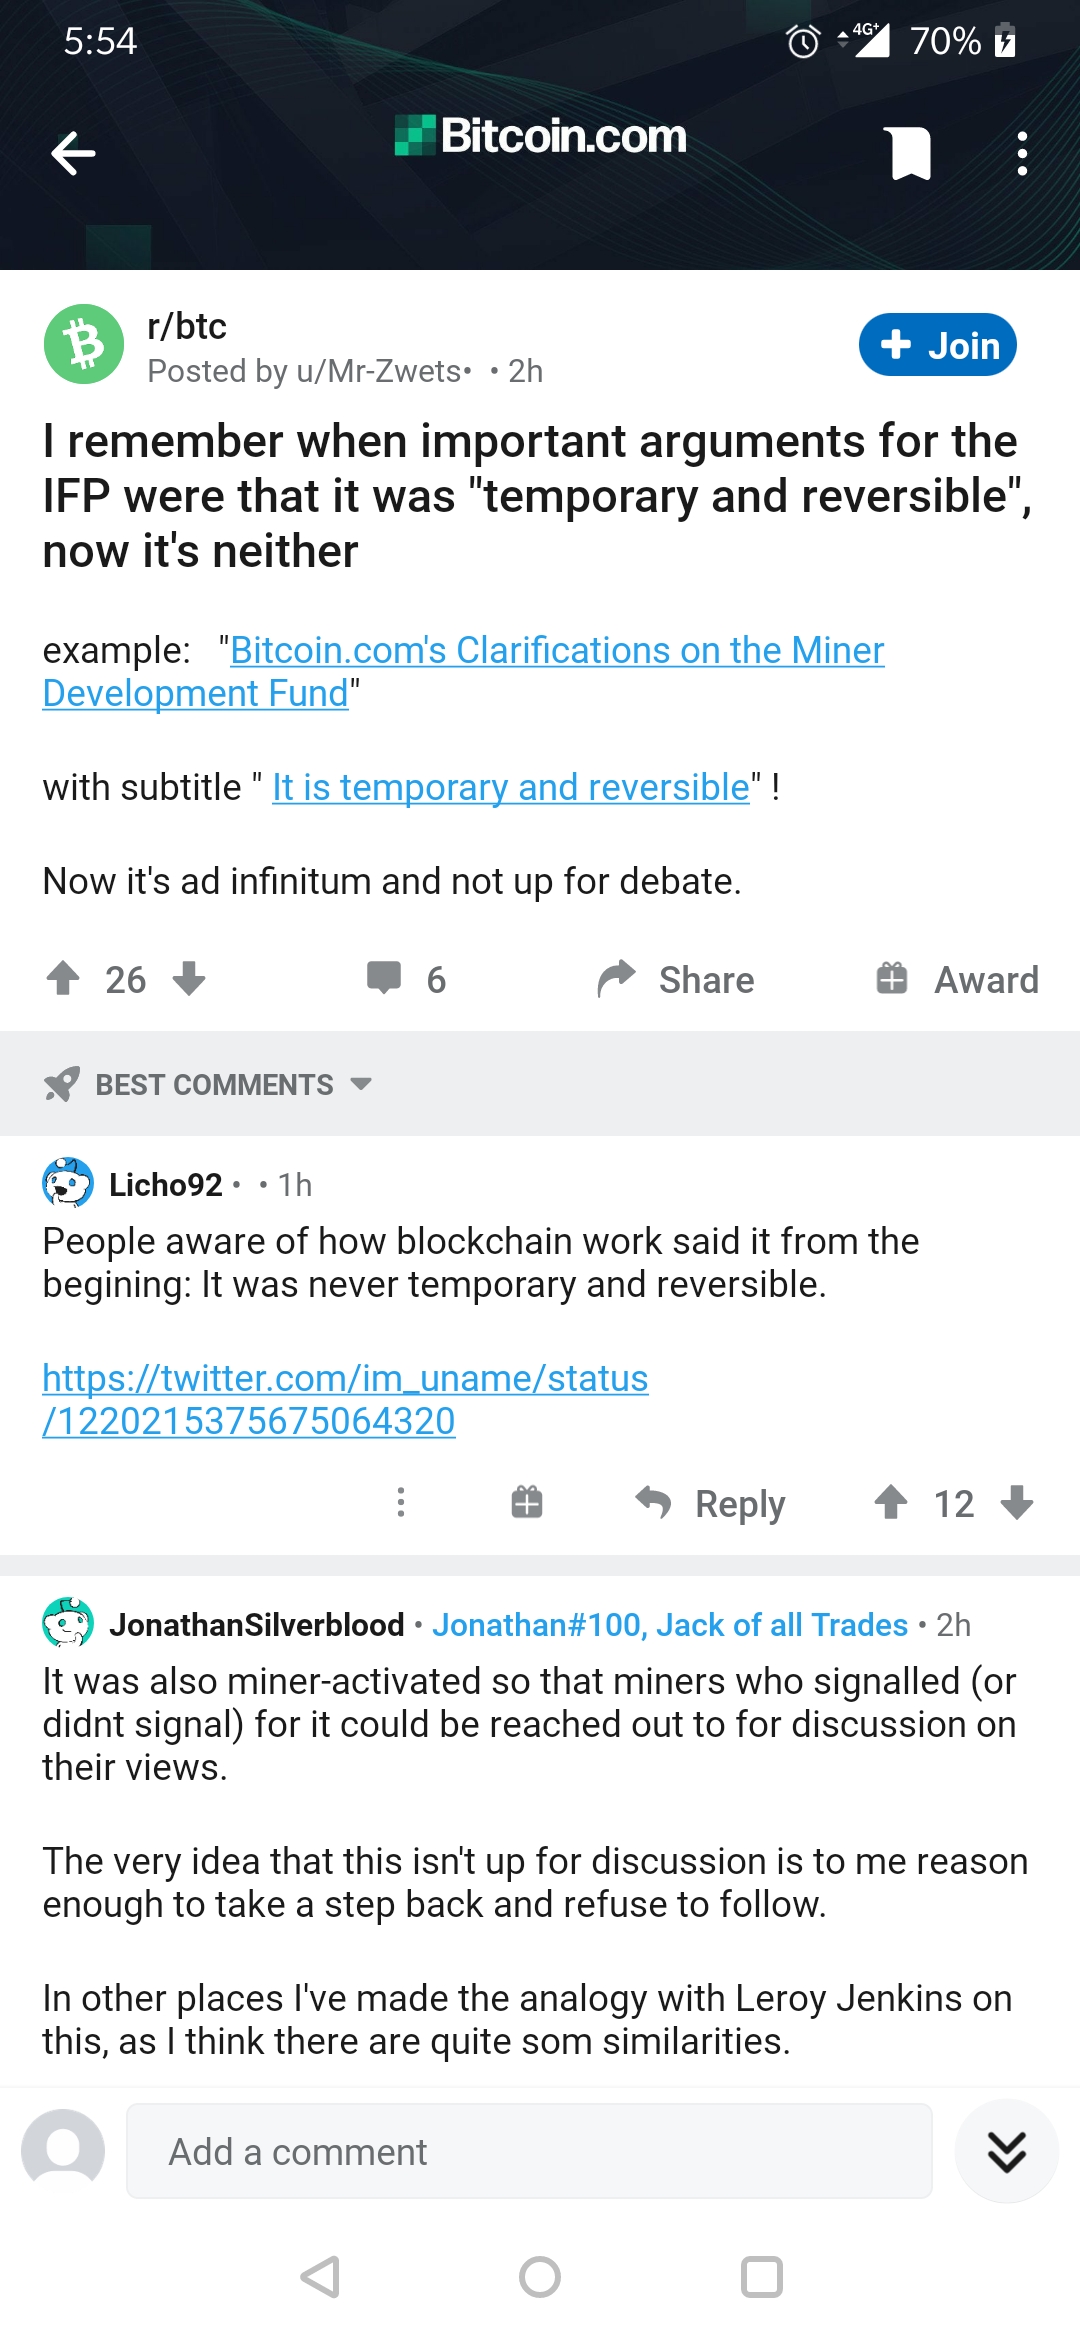 5:54
4G+ 70%
Bitcoin.com
r/btc
Posted by u/Mr-Zwets• • 2h
Join
I remember when important arguments for the
IFP were that it was "temporary and reversible",
now it's neither
example: "Bitcoin.com's Clarifications on the Miner
Development Fund"
with subtitle " It is temporary and reversible" !
Now it's ad infinitum and not up for debate.
26 6 Share Award
BEST COMMENTS
Licho92 • • 1h
People aware of how blockchain work said it from the
begining: It was never temporary and reversible.
https://twitter.com/im_uname/status
/1220215375675064320
Reply 12
JonathanSilverblood • Jonathan#100, Jack of all Trades • 2h
It was also miner-activated so that miners who signalled (or
didnt signal) for it could be reached out to for discussion on
their views.
The very idea that this isn't up for discussion is to me reason
enough to take a step back and refuse to follow.
In other places I've made the analogy with Leroy Jenkins on
this, as I think there are quite som similarities.
Add a comment